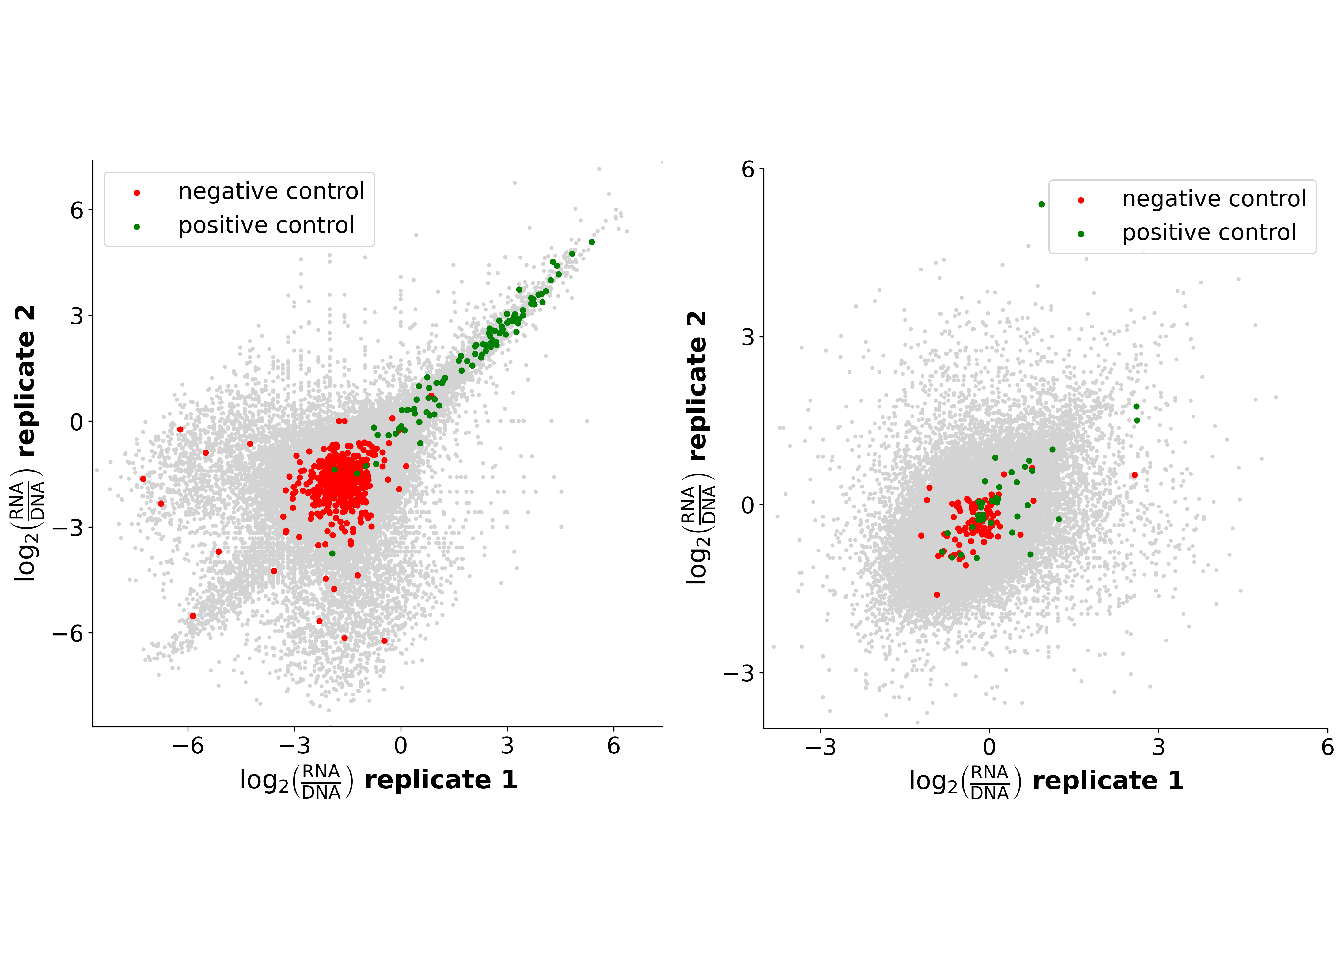 negative control
positive control
6
3
0
−3
−6
log2(RNA/DNA) replicate 2
−6
−3
0
3
6
log2(RNA/DNA) replicate 1
negative control
positive control
6
3
0
−3
log2(RNA/DNA) replicate 2
−3
0
3
6
log2(RNA/DNA) replicate 1